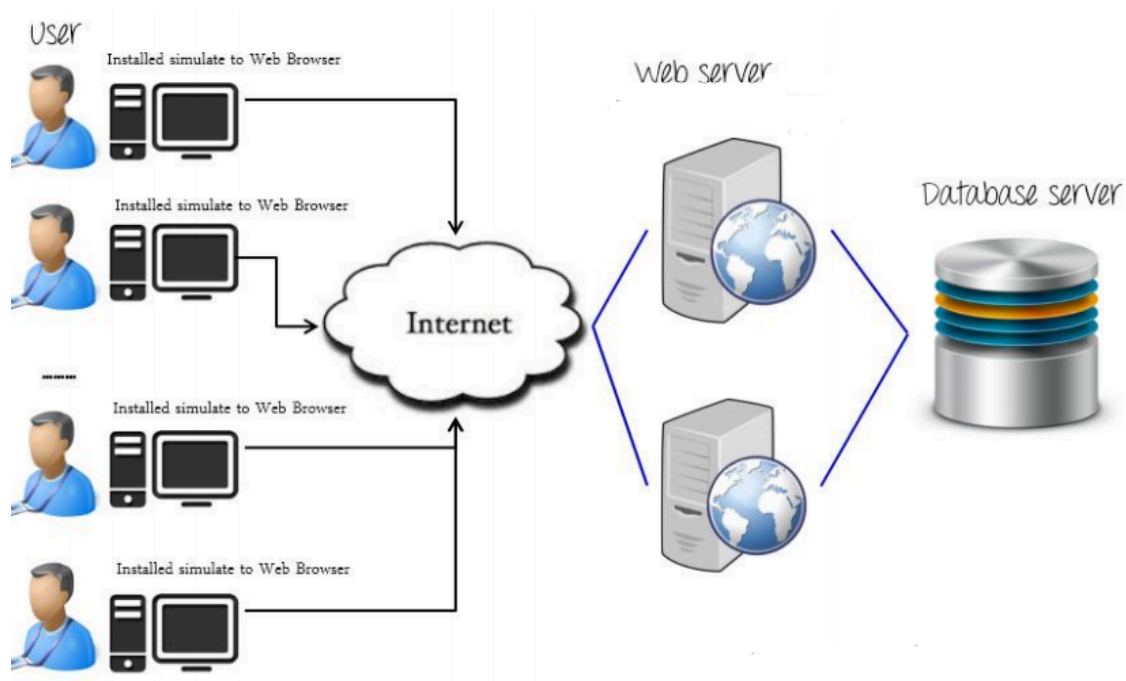 User
Installed simulate to Web Browser
Web server
Installed simulate to Web Browser
Database server
Internet
.........
Installed simulate to Web Browser
Installed simulate to Web Browser